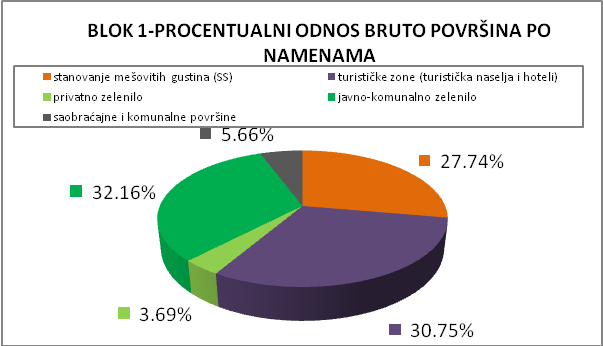 BLOK 1-PROCENTUALNI ODNOS BRUTO POVRŠINA PO
NAMENAMA
stanovanje mešovitih gustina (SS)
turističke zone (turistička naselja i hoteli)
privatno zelenilo
javno-komunalno zelenilo
saobraćajne i komunalne površine
5.66%
27.74%
32.16%
3.69%
30.75%